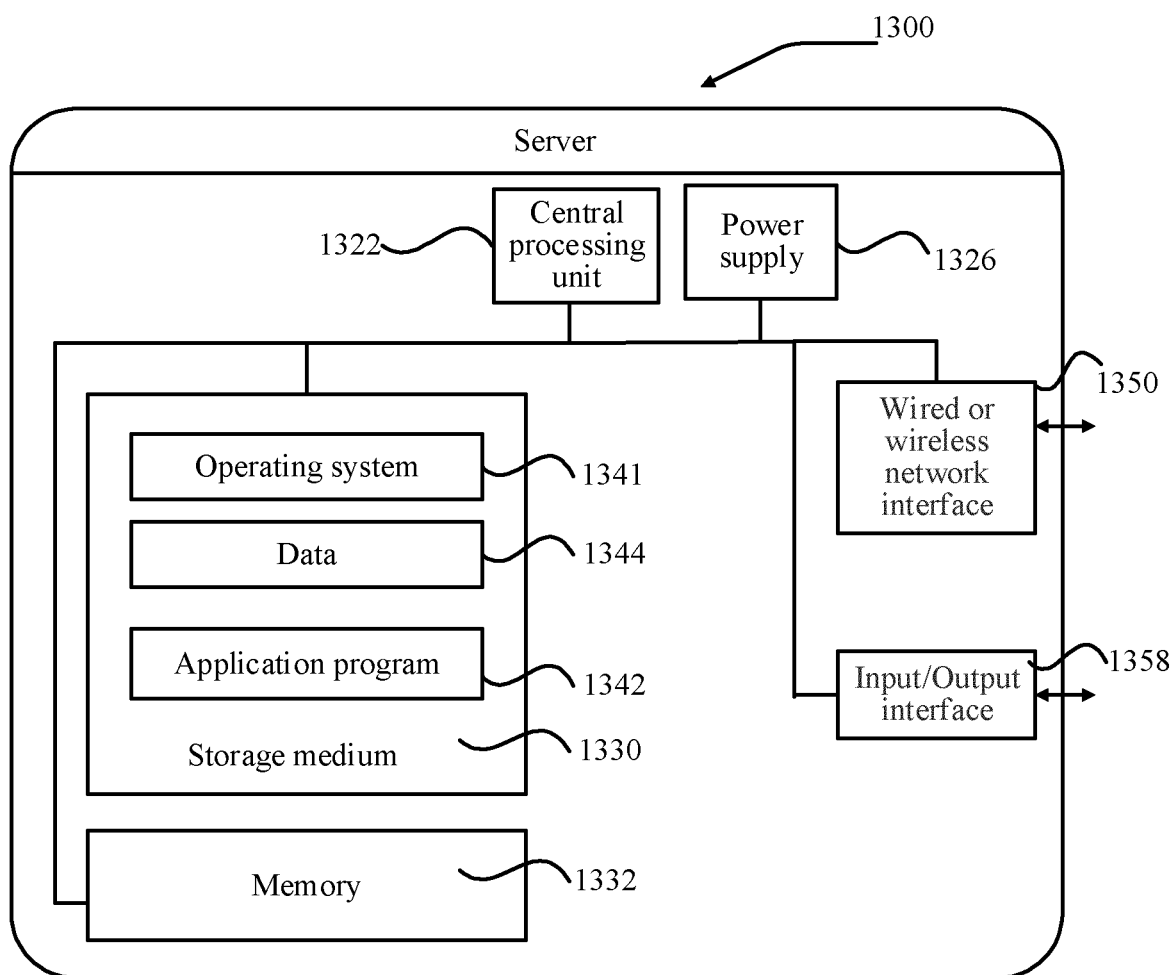 1300
Server
Central
processing
unit
1322
Power
supply
1326
1350
Wired or
wireless
network
interface
Operating system
1341
Data
1344
Application program
1342
Storage medium
1330
Input/Output
interface
1358
Memory
1332